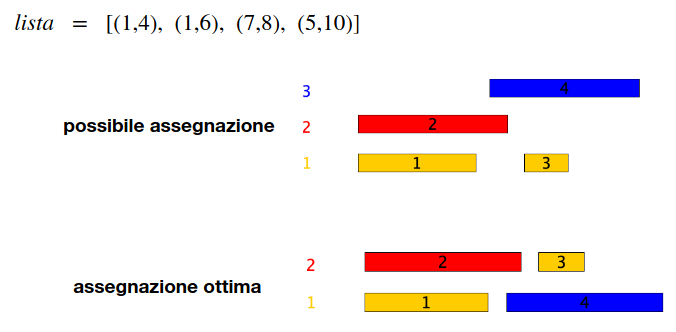 lista = [(1,4), (1,6), (7,8), (5,10)]
3 4
possibile assegnazione 2 2
1 1 3
2 2 3
assegnazione ottima
1 1 4